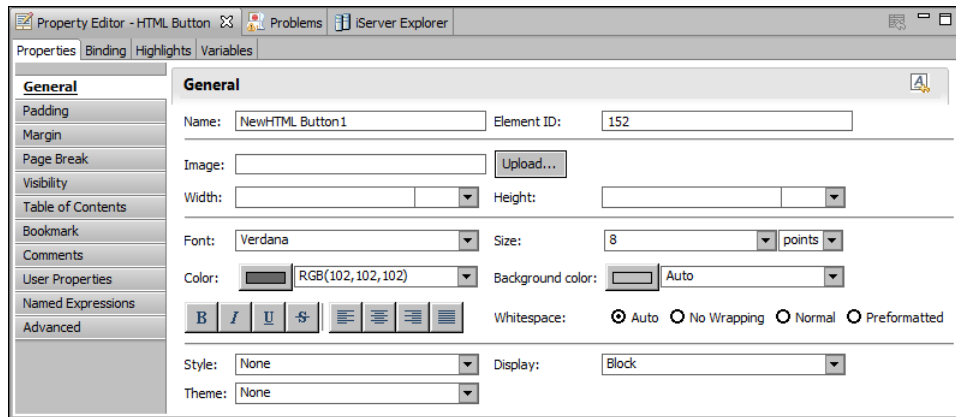 Property Editor - HTML Button Problems iServer Explorer
Properties Binding Highlights Variables
General
Padding
Margin
Page Break
Visibility
Table of Contents
Bookmark
Comments
User Properties
Named Expressions
Advanced
General
Name: NewHTML Button1 Element ID: 152
Image: Upload...
Width: Height:
Font: Verdana Size: 8 points
Color: RGB(102,102,102) Background color: Auto
B I U S Whitespace: Auto No Wrapping Normal Preformatted
Style: None Display: Block
Theme: None